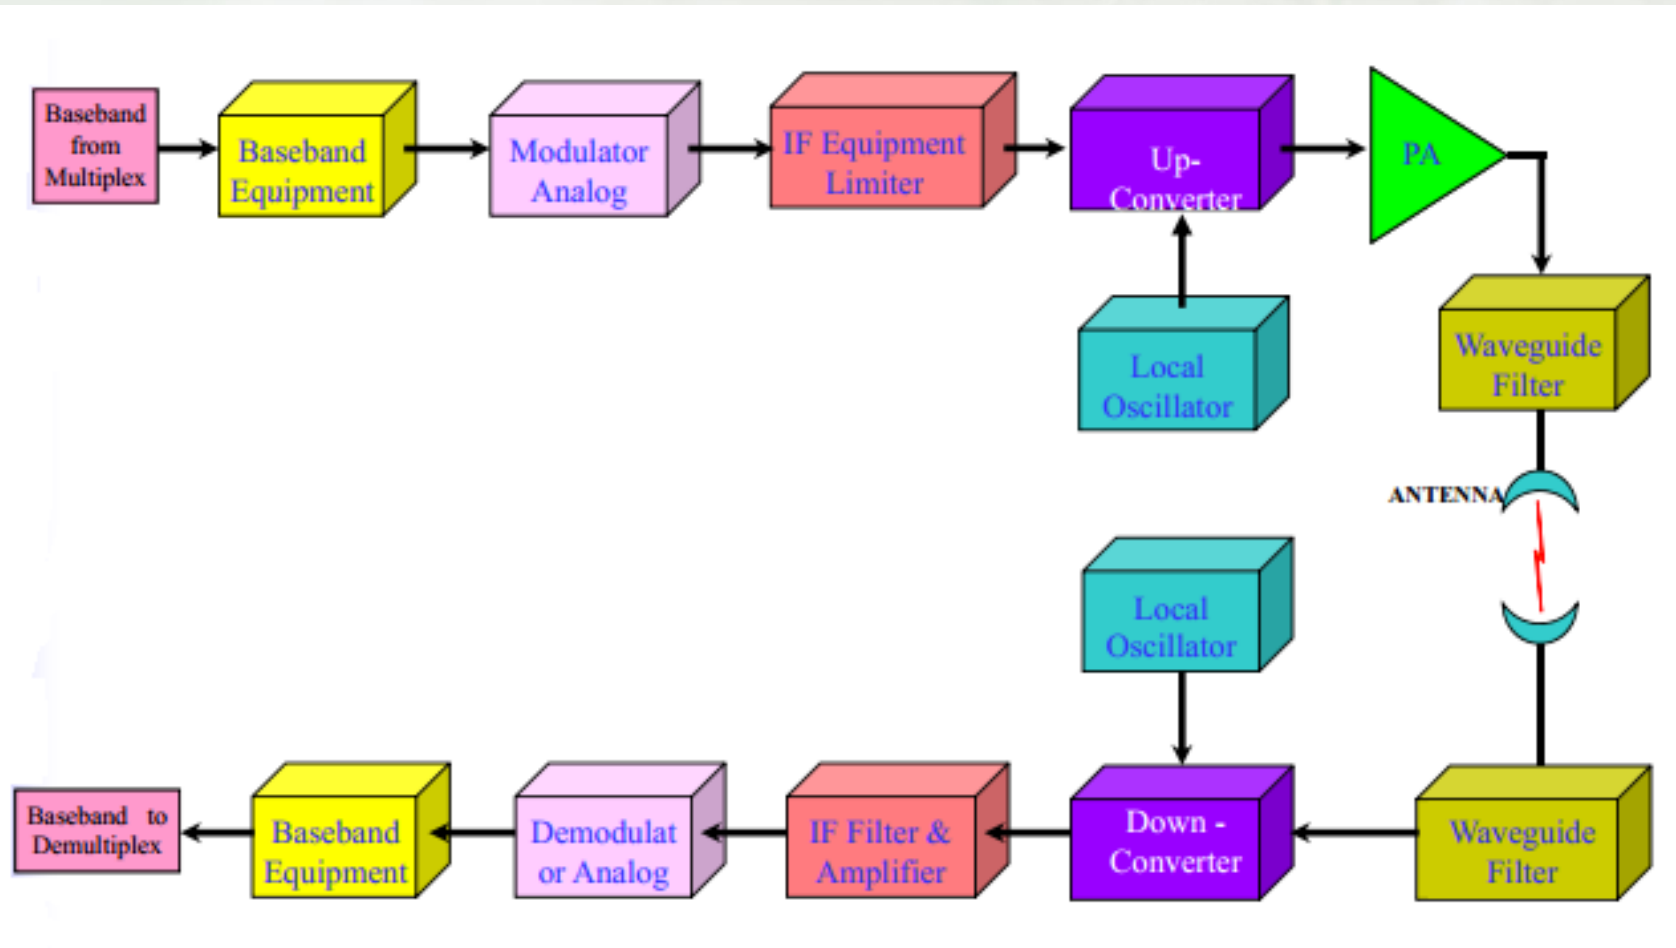 Baseband
from
Multiplex
Baseband
Equipment
Modulator
Analog
IF Equipment
Limiter
Up-
Converter
PA
Local
Oscillator
Waveguide
Filter
ANTENNA
Local
Oscillator
Baseband to
Demultiplex
Baseband
Equipment
Demodulat
or Analog
IF Filter &
Amplifier
Down -
Converter
Waveguide
Filter